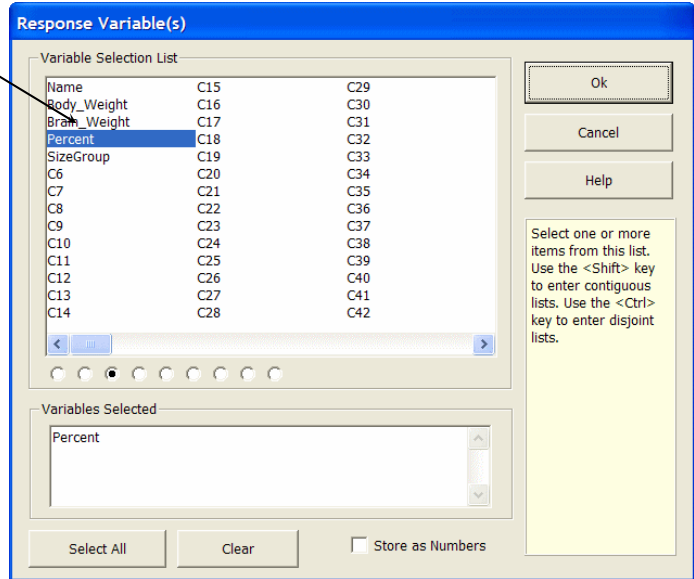 Response Variable(s)
Variable Selection List
Name C15 C29
Body_Weight C16 C30
Brain_Weight C17 C31
Percent C18 C32
SizeGroup C19 C33
C6 C20 C34
C7 C21 C35
C8 C22 C36
C9 C23 C37
C10 C24 C38
C11 C25 C39
C12 C26 C40
C13 C27 C41
C14 C28 C42
Variables Selected
Percent
Select All
Clear
Store as Numbers
Ok
Cancel
Help
Select one or more
items from this list.
Use the <Shift> key
to enter contiguous
lists. Use the <Ctrl>
key to enter disjoint
lists.